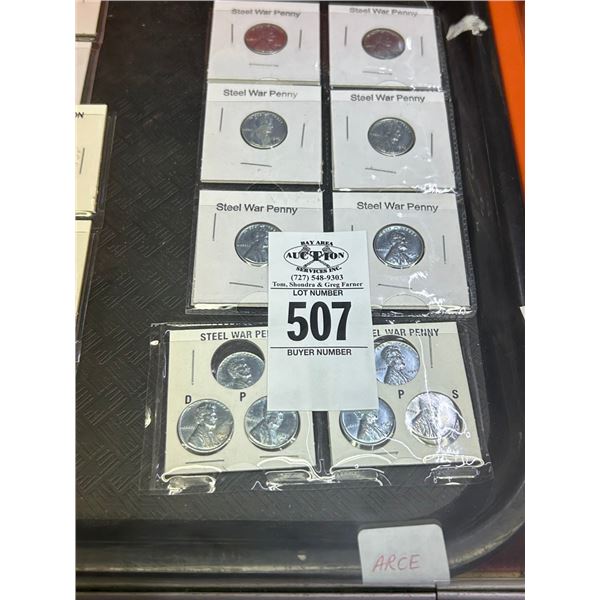 Steel War Penny
Steel War Penny
Steel War Penny
Steel War Penny
Steel War Penny
Steel War Penny
BAY AREA
AUCTION
SERVICES INC.
(727) 548-9303
Tom, Shondra & Greg Farner
LOT NUMBER
507
BUYER NUMBER
STEEL WAR PENNY
STEEL WAR PENNY
D P
P S
ARCE